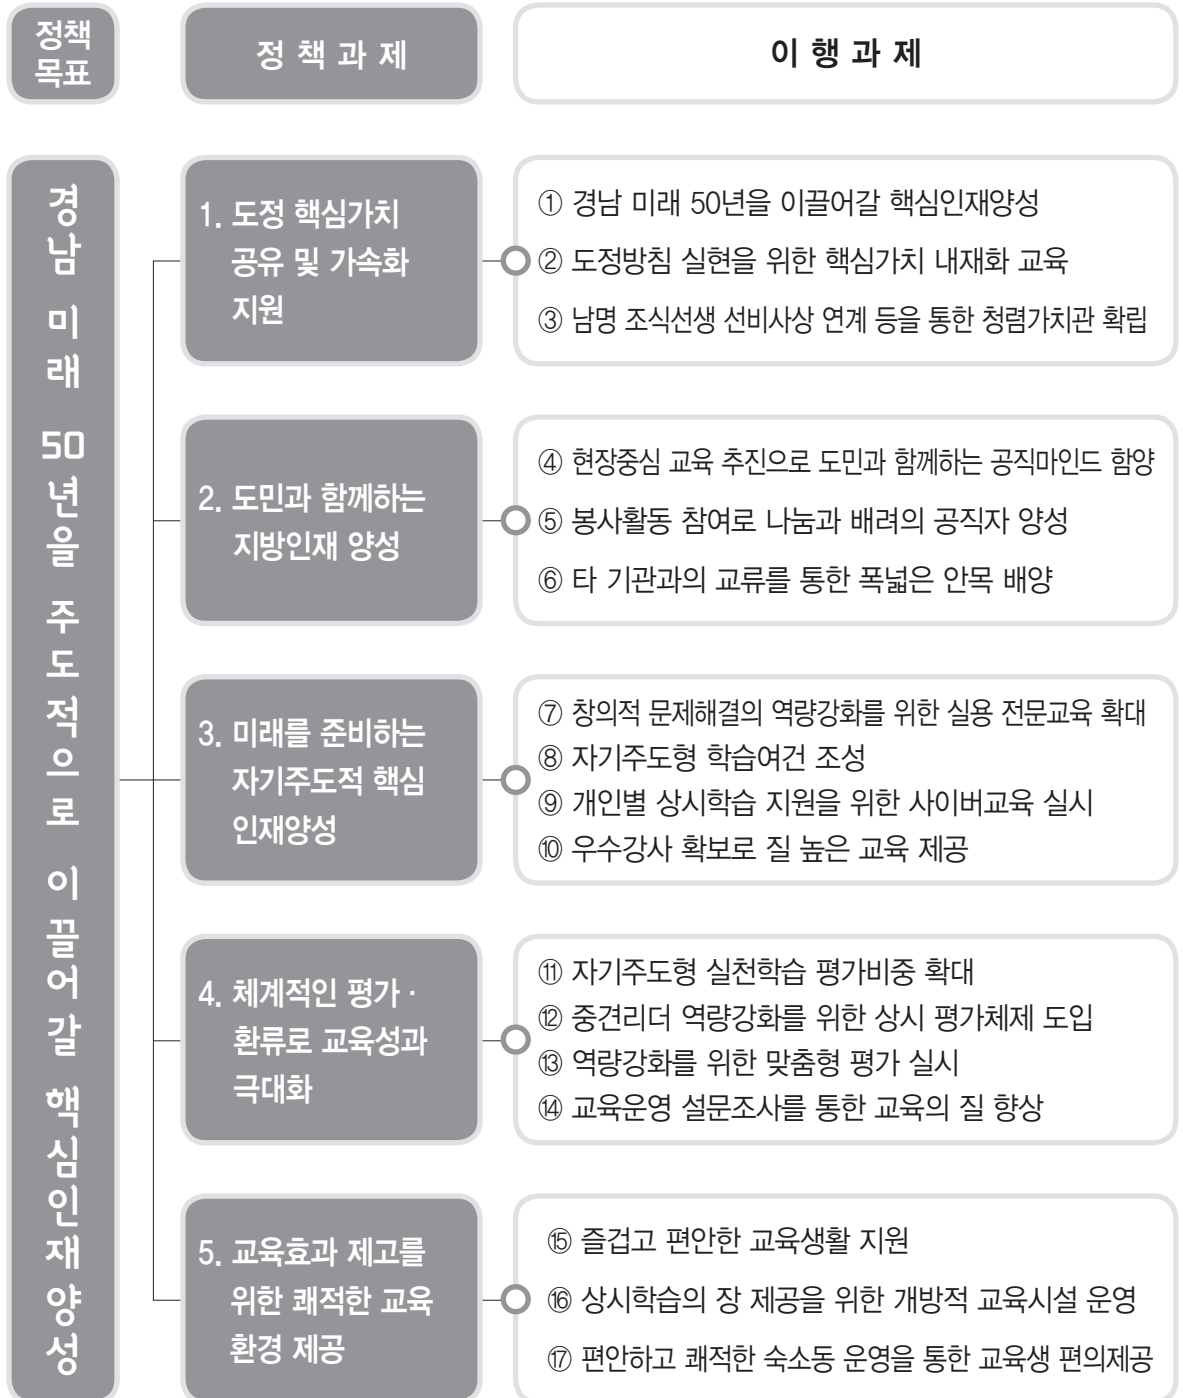 정책
목표
정 책 과 제
이 행 과 제
경남 미래 50년을 주도적으로 이끌어갈 핵심인재양성
1. 도정 핵심가치
공유 및 가속화
지원
① 경남 미래 50년을 이끌어갈 핵심인재양성
② 도정방침 실현을 위한 핵심가치 내재화 교육
③ 남명 조식선생 선비사상 연계 등을 통한 청렴가치관 확립
2. 도민과 함께하는
지방인재 양성
④ 현장중심 교육 추진으로 도민과 함께하는 공직마인드 함양
⑤ 봉사활동 참여로 나눔과 배려의 공직자 양성
⑥ 타 기관과의 교류를 통한 폭넓은 안목 배양
3. 미래를 준비하는
자기주도적 핵심
인재양성
⑦ 창의적 문제해결의 역량강화를 위한 실용 전문교육 확대
⑧ 자기주도형 학습여건 조성
⑨ 개인별 상시학습 지원을 위한 사이버교육 실시
⑩ 우수강사 확보로 질 높은 교육 제공
4. 체계적인 평가 ·
환류로 교육성과
극대화
⑪ 자기주도형 실천학습 평가비중 확대
⑫ 중견리더 역량강화를 위한 상시 평가체제 도입
⑬ 역량강화를 위한 맞춤형 평가 실시
⑭ 교육운영 설문조사를 통한 교육의 질 향상
5. 교육효과 제고를
위한 쾌적한 교육
환경 제공
⑮ 즐겁고 편안한 교육생활 지원
⑯ 상시학습의 장 제공을 위한 개방적 교육시설 운영
⑰ 편안하고 쾌적한 숙소동 운영을 통한 교육생 편의제공